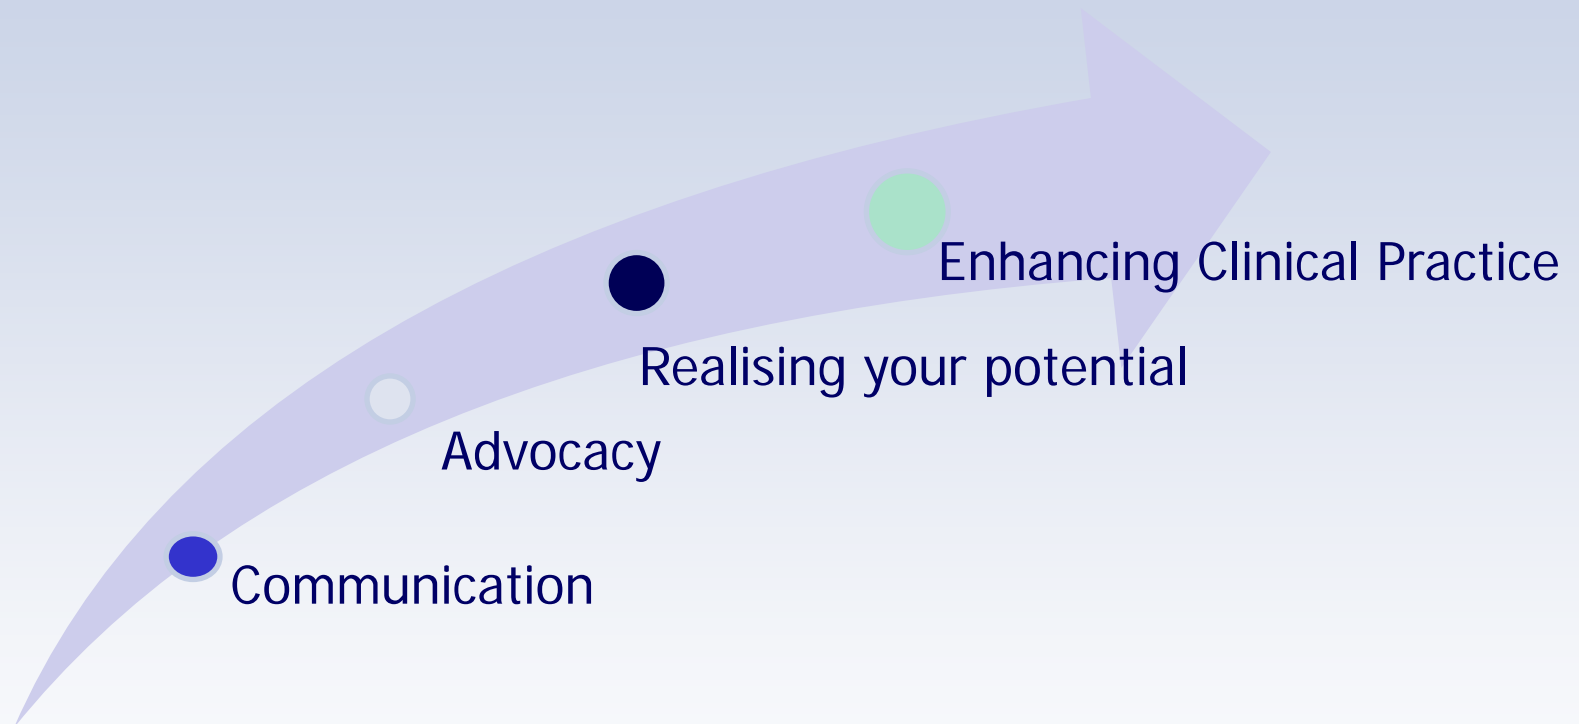 Enhancing Clinical Practice
Realising your potential
Advocacy
Communication